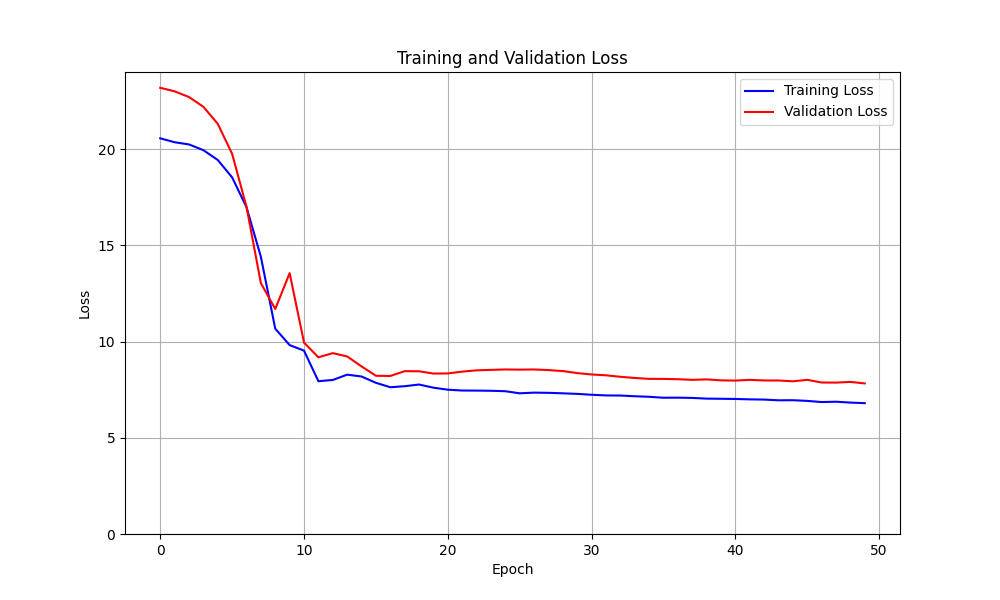 Training and Validation Loss
Training Loss
Validation Loss
20
15
10
5
0
Loss
0 10 20 30 40 50
Epoch